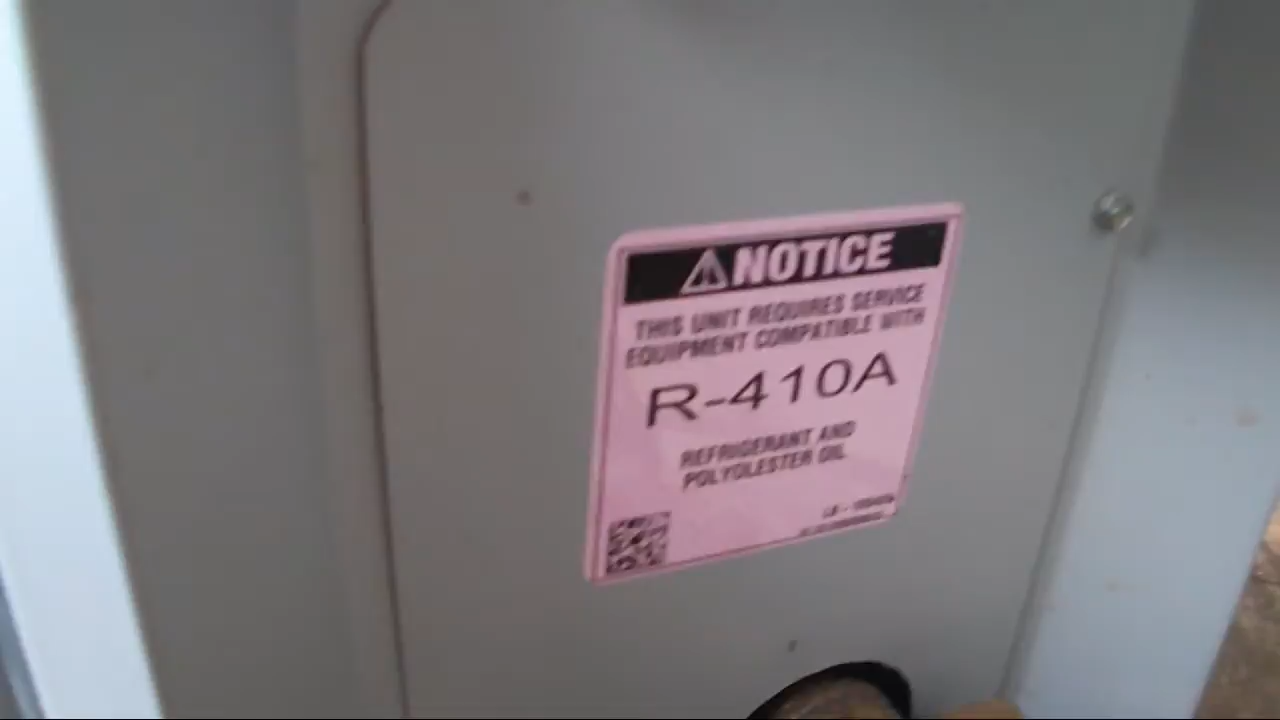 NOTICE
THIS UNIT REQUIRES SERVICE
EQUIPMENT COMPATIBLE WITH
R-410A
REFRIGERANT AND
POLYOLESTER OIL